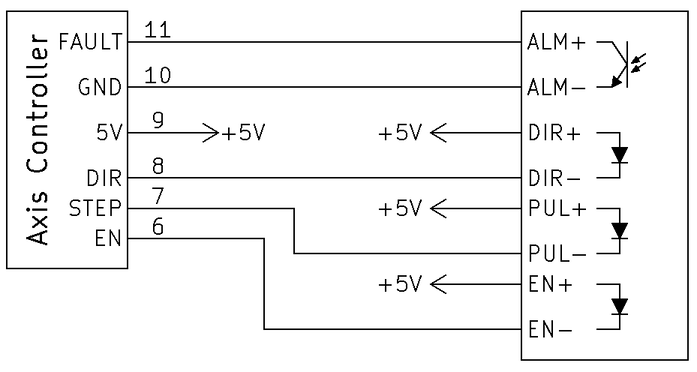 Axis Controller
FAULT 11 ALM+
GND 10 ALM-
5V 9 +5V +5V DIR+
DIR 8 DIR-
STEP 7 +5V PUL+
EN 6
PUL-
+5V EN+
EN-